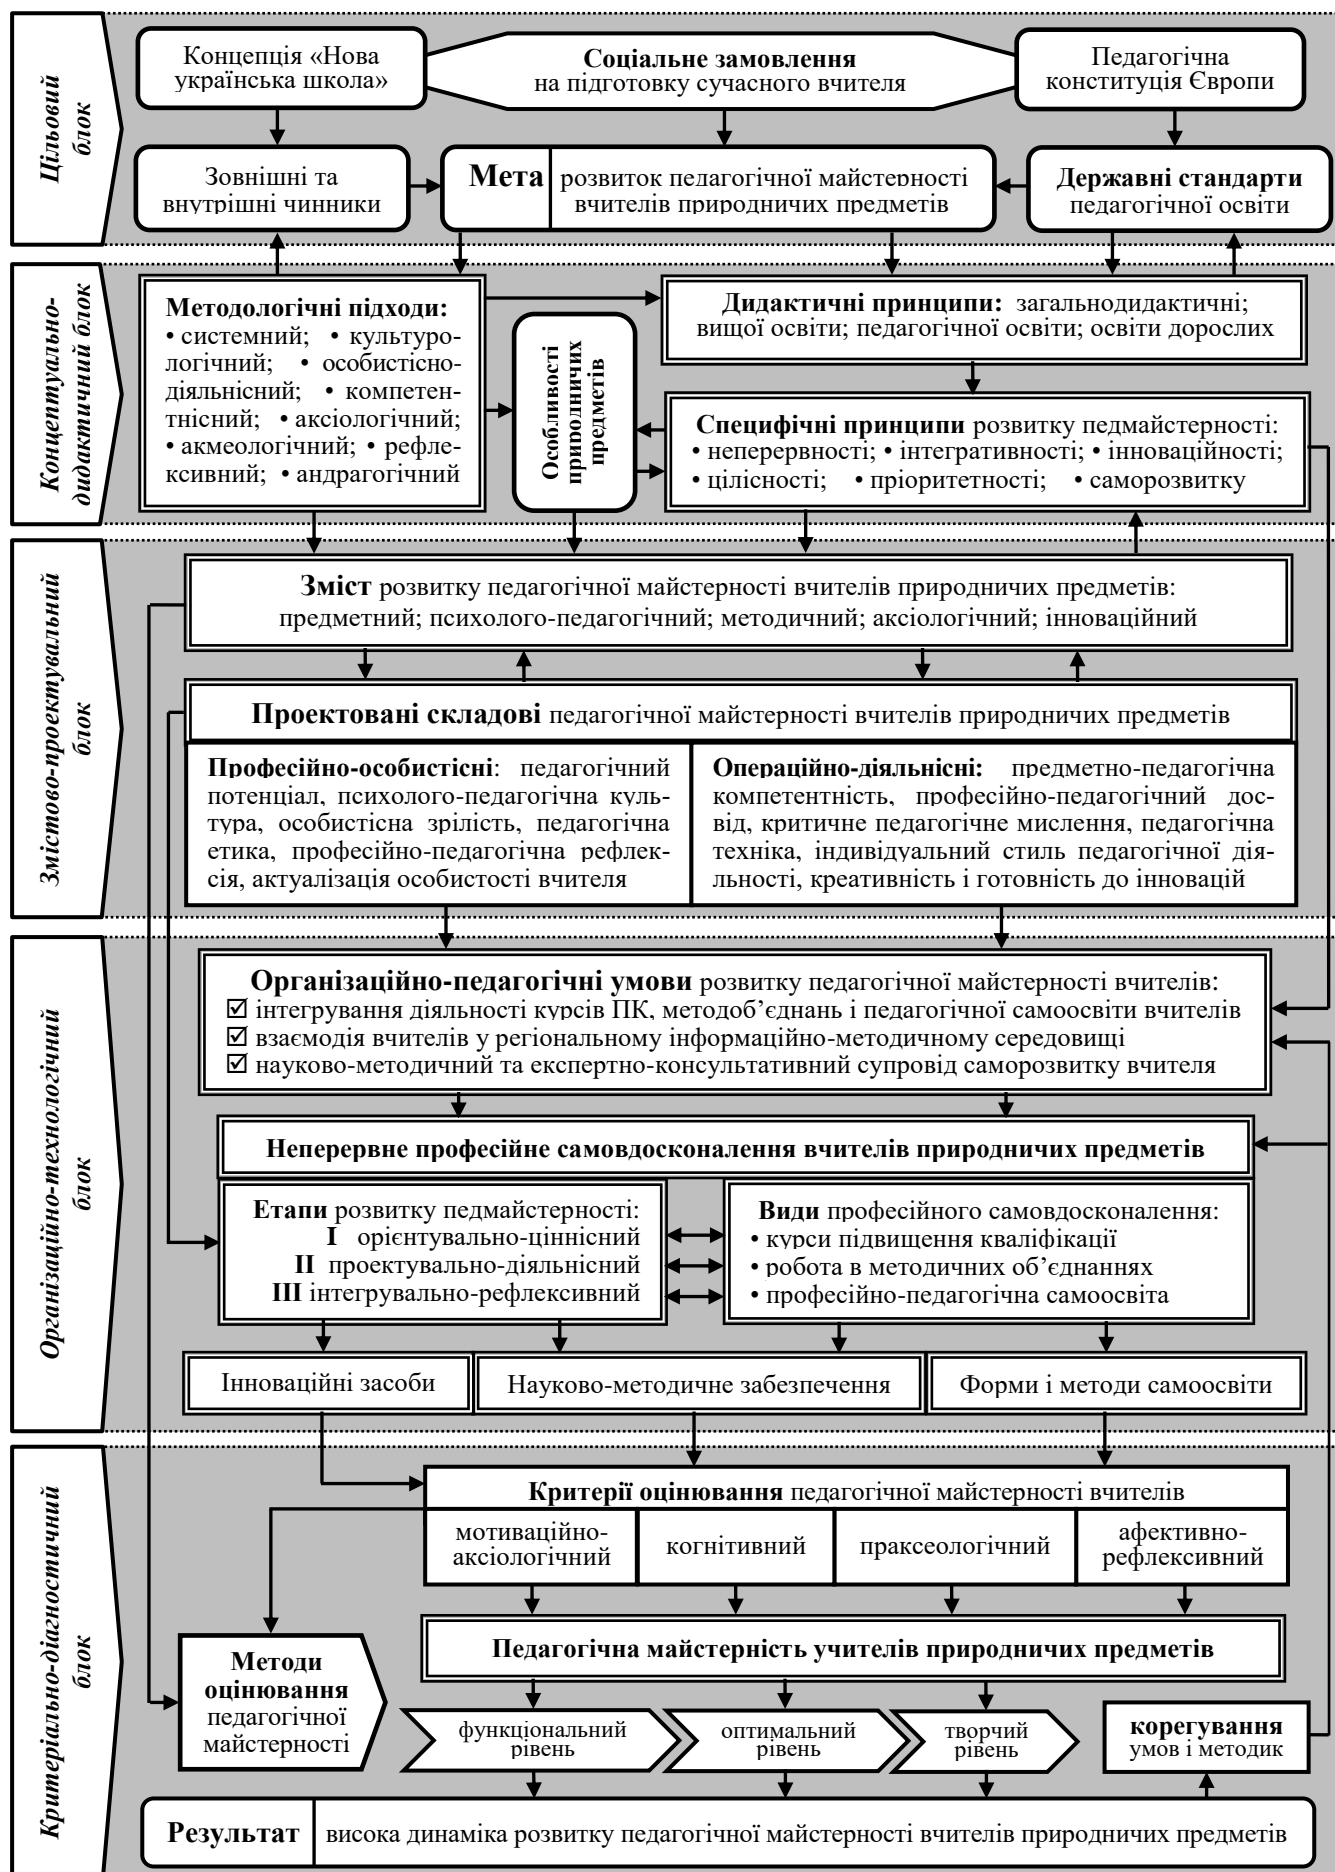 Цільовий
блок
Концепція «Нова
українська школа»
Соціальне замовлення
на підготовку сучасного вчителя
Педагогічна
конституція Європи
Зовнішні та
внутрішні чинники
Мета
розвиток педагогічної майстерності
вчителів природничих предметів
Державні стандарти
педагогічної освіти
Концептуально-
дидактичний блок
Методологічні підходи:
• системний; • культуро-
логічний; • особистісно-
діяльнісний; • компетен-
тнісний; • аксіологічний;
• акмеологічний; • рефле-
ксивний; • андрагогічний
Особливості
природничих
предметів
Дидактичні принципи: загальнодидактичні;
вищої освіти; педагогічної освіти; освіти дорослих
Специфічні принципи розвитку педмайстерності:
• неперервності; • інтегративності; • інноваційності;
• цілісності; • пріоритетності; • саморозвитку
Змістово-проектувальний
блок
Зміст розвитку педагогічної майстерності вчителів природничих предметів:
предметний; психолого-педагогічний; методичний; аксіологічний; інноваційний
Проектовані складові педагогічної майстерності вчителів природничих предметів
Професійно-особистісні: педагогічний
потенціал, психолого-педагогічна куль-
тура, особистісна зрілість, педагогічна
етика, професійно-педагогічна рефлек-
сія, актуалізація особистості вчителя
Операційно-діяльнісні: предметно-педагогічна
компетентність, професійно-педагогічний дос-
від, критичне педагогічне мислення, педагогічна
техніка, індивідуальний стиль педагогічної дія-
льності, креативність і готовність до інновацій
Організаційно-технологічний
блок
Організаційно-педагогічні умови розвитку педагогічної майстерності вчителів:
☑ інтегрування діяльності курсів ПК, методоб’єднань і педагогічної самоосвіти вчителів
☑ взаємодія вчителів у регіональному інформаційно-методичному середовищі
☑ науково-методичний та експертно-консультативний супровід саморозвитку вчителя
Неперервне професійне самовдосконалення вчителів природничих предметів
Етапи розвитку педмайстерності:
I орієнтувально-ціннісний
II проектувально-діяльнісний
III інтегрувально-рефлексивний
Види професійного самовдосконалення:
• курси підвищення кваліфікації
• робота в методичних об’єднаннях
• професійно-педагогічна самоосвіта
Інноваційні засоби
Науково-методичне забезпечення
Форми і методи самоосвіти
Критеріально-діагностичний
блок
Критерії оцінювання педагогічної майстерності вчителів
мотиваційно-
аксіологічний
когнітивний
праксеологічний
афективно-
рефлексивний
Педагогічна майстерність учителів природничих предметів
Методи
оцінювання
педагогічної
майстерності
функціональний
рівень
оптимальний
рівень
творчий
рівень
корегування
умов і методик
Результат
висока динаміка розвитку педагогічної майстерності вчителів природничих предметів